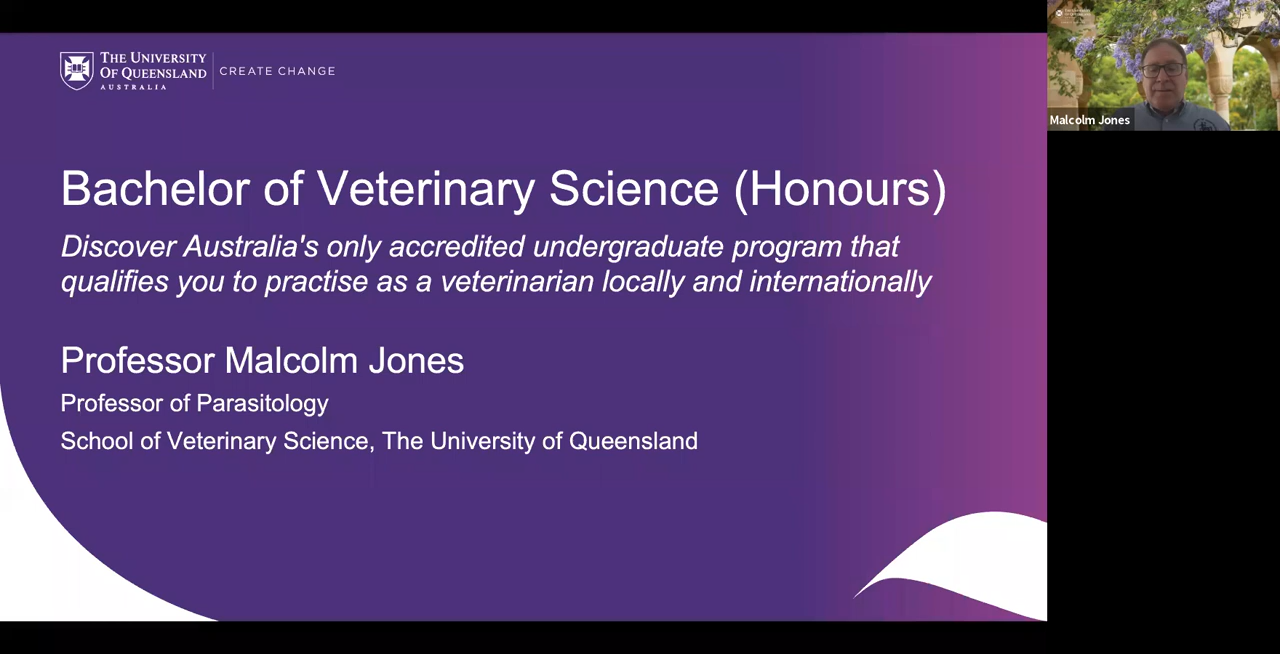 THE UNIVERSITY
OF QUEENSLAND
AUSTRALIA
CREATE CHANGE
Bachelor of Veterinary Science (Honours)
Discover Australia's only accredited undergraduate program that
qualifies you to practise as a veterinarian locally and internationally
Professor Malcolm Jones
Professor of Parasitology
School of Veterinary Science, The University of Queensland
Malcolm Jones